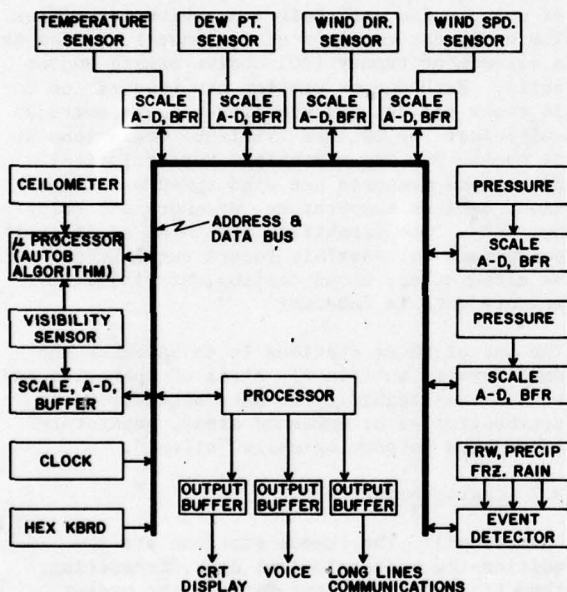 TEMPERATURE
SENSOR
DEW PT.
SENSOR
WIND DIR.
SENSOR
WIND SPD.
SENSOR
SCALE
A-D, BFR
SCALE
A-D, BFR
SCALE
A-D, BFR
SCALE
A-D, BFR
CEILOMETER
μ PROCESSOR
(AUTOB
ALGORITHM)
VISIBILITY
SENSOR
SCALE, A-D,
BUFFER
CLOCK
HEX KBRD
ADDRESS &
DATA BUS
PROCESSOR
OUTPUT
BUFFER
OUTPUT
BUFFER
OUTPUT
BUFFER
CRT
DISPLAY
VOICE
LONG LINES
COMMUNICATIONS
PRESSURE
SCALE
A-D, BFR
PRESSURE
SCALE
A-D, BFR
TRW, PRECIP
FRZ. RAIN
EVENT
DETECTOR